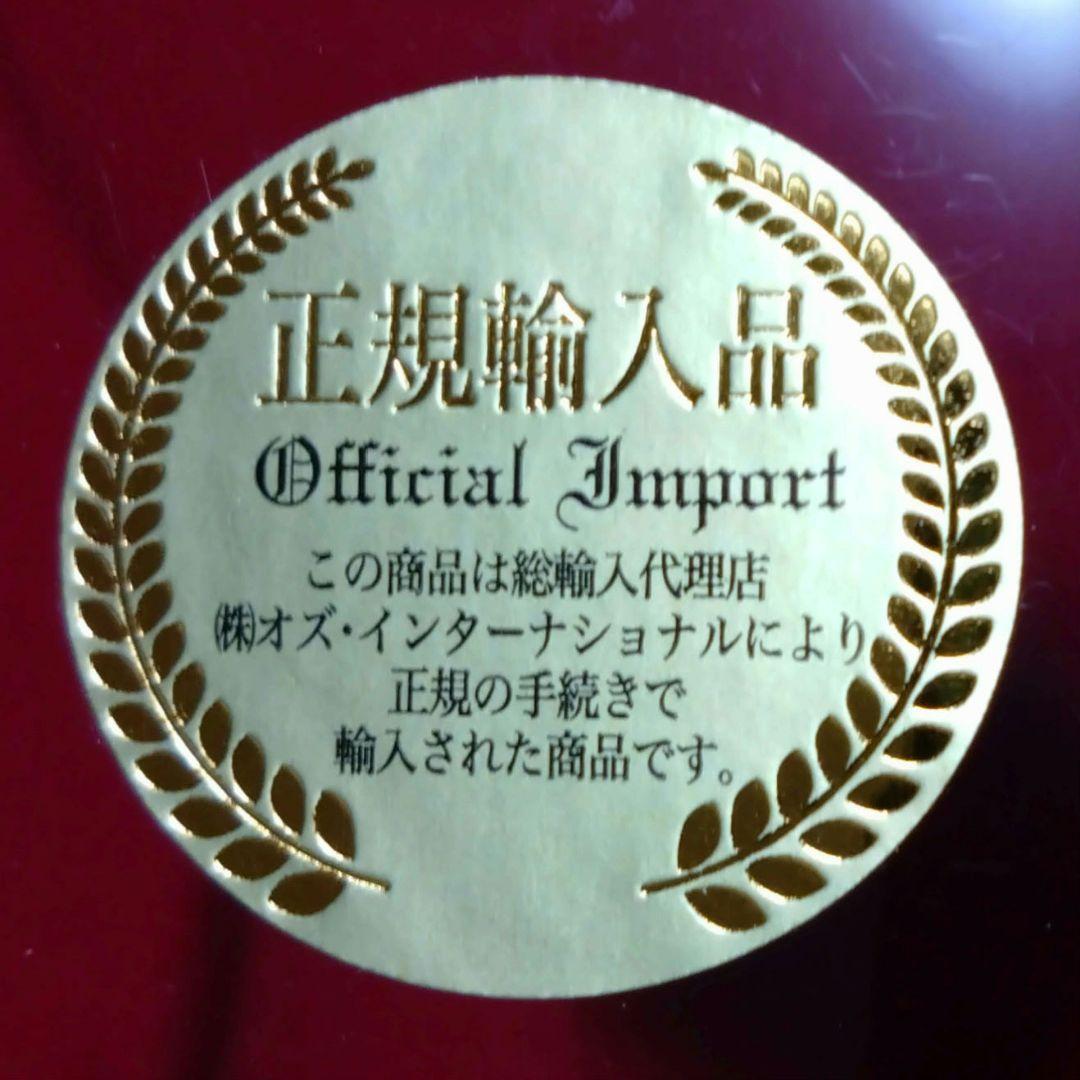 正規輸入品
Official Import
この商品は総輸入代理店
㈱オズ・インターナショナルにより
正規の手続きで
輸入された商品です。